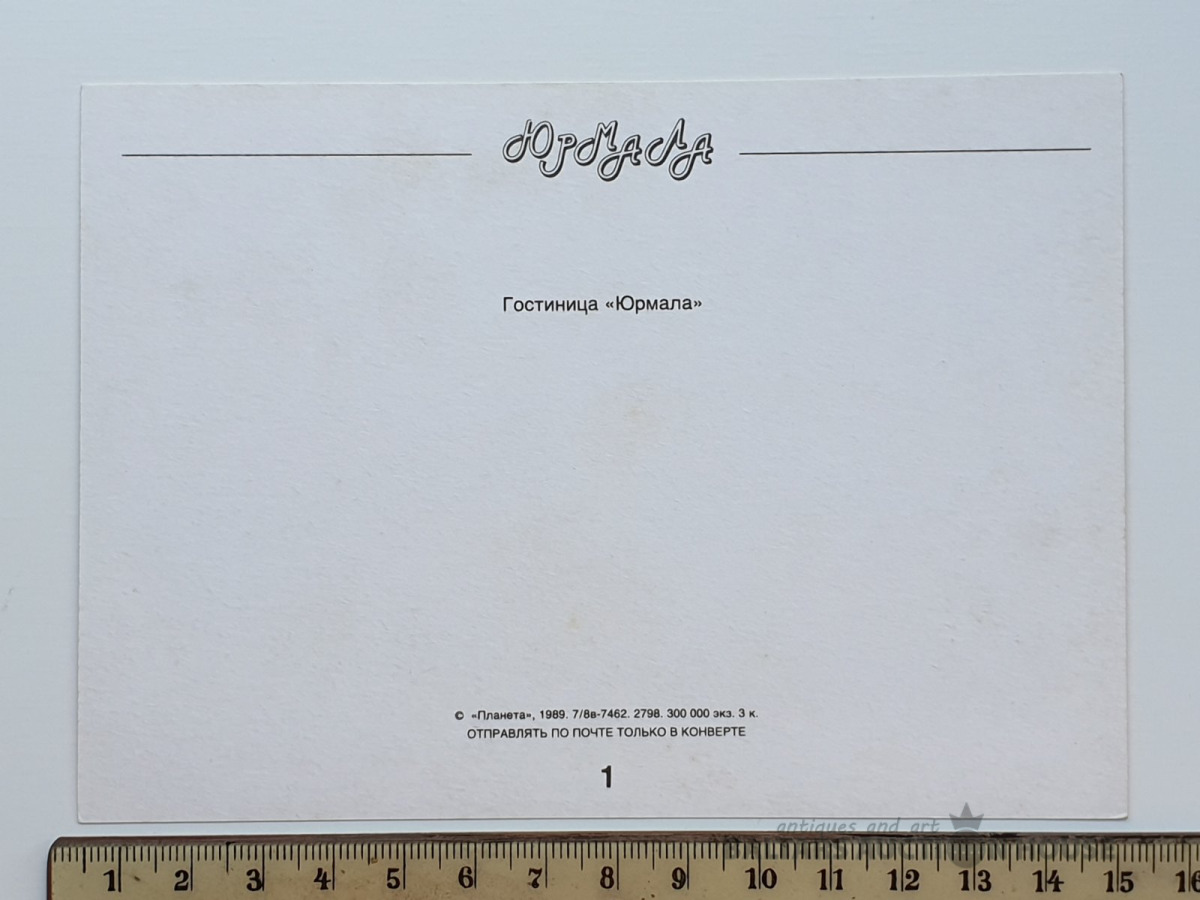 ЮРМАЛА
Гостиница «Юрмала»
© «Планета», 1989. 7/8в-7462. 2798. 300 000 экз. 3 к.
ОТПРАВЛЯТЬ ПО ПОЧТЕ ТОЛЬКО В КОНВЕРТЕ
1
antiques and art
1 2 3 4 5 6 7 8 9 10 11 12 13 14 15 16